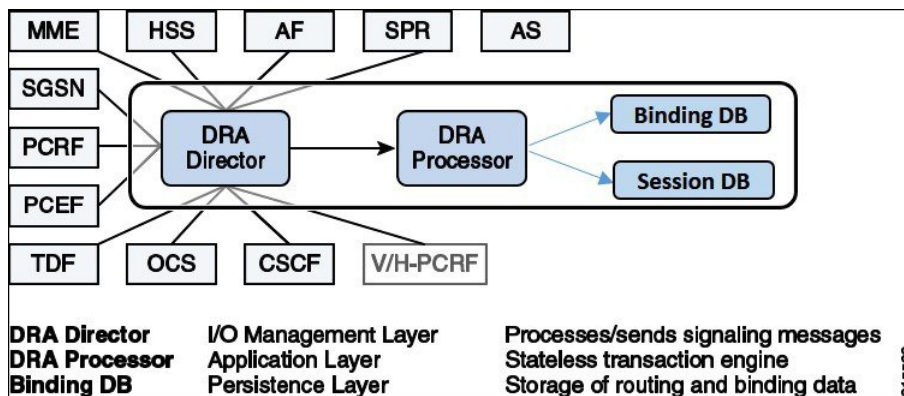 MME HSS AF SPR AS
SGSN
PCRF
PCEF
DRA Director
DRA Processor
Binding DB
Session DB
TDF OCS CSCF V/H-PCRF
DRA Director I/O Management Layer Processes/sends signaling messages
DRA Processor Application Layer Stateless transaction engine
Binding DB Persistence Layer Storage of routing and binding data